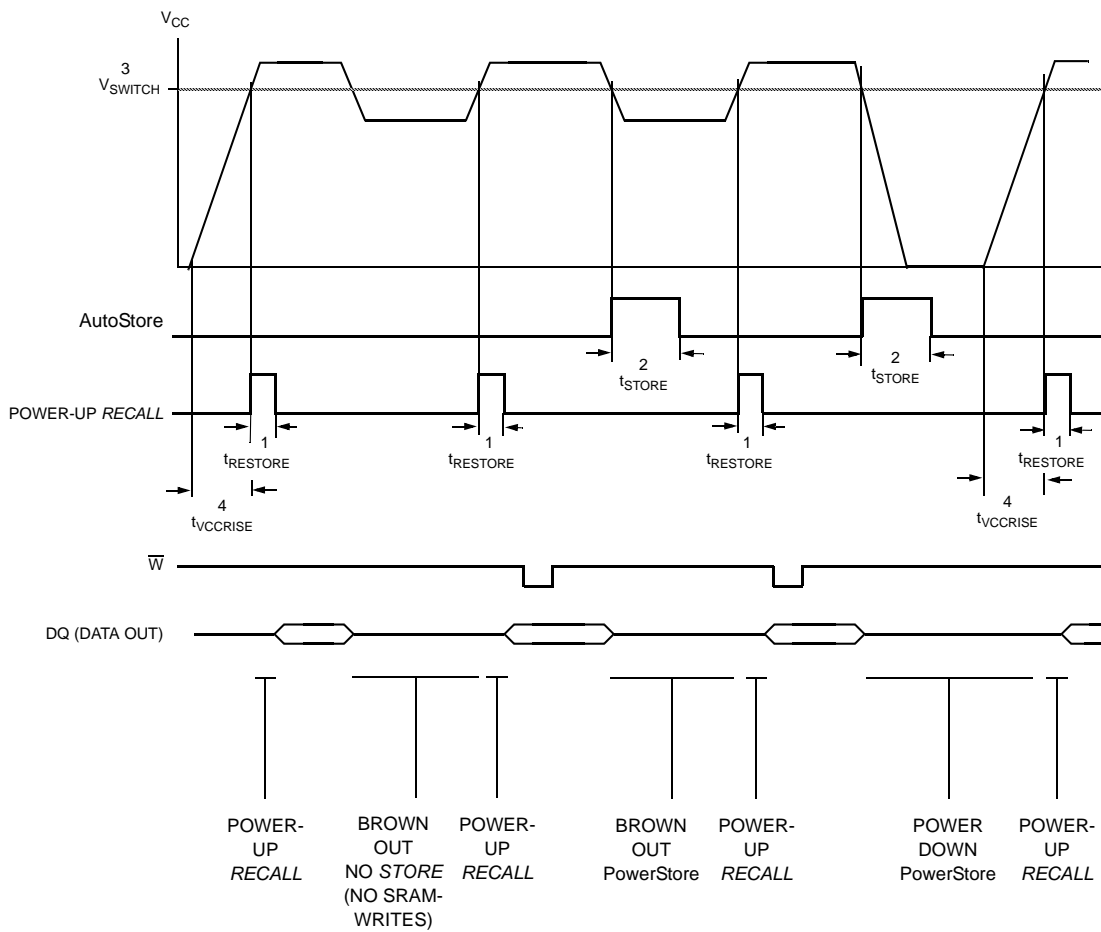 VCC
3
VSWITCH
AutoStore
2
tSTORE
2
tSTORE
POWER-UP RECALL
1
tRESTORE
1
tRESTORE
1
tRESTORE
1
tRESTORE
4
tVCCRISE
4
tVCCRISE
W
DQ (DATA OUT)
POWER-
UP
RECALL
BROWN
OUT
NO STORE
(NO SRAM-
WRITES)
POWER-
UP
RECALL
BROWN
OUT
PowerStore
POWER-
UP
RECALL
POWER
DOWN
PowerStore
POWER-
UP
RECALL